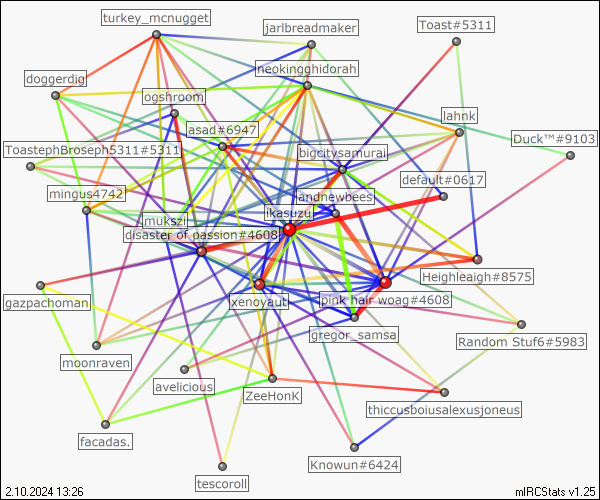 turkey_mcnugget
jarlbreadmaker
Toast#5311
neokingghidorah
doggerdig
ogshroom
lahnk
asad#6947
Duck™#9103
ToastephBroseph5311#5311
bigcitysamurai
default#0617
mingus4742
landnewbees
mukszi
ikasuzu
disaster of passion#4608
Heighleaigh#8575
gazpachoman
xenoyaut
pink hair woag#4608
gregor_samsa
Random Stuf6#5983
moonraven
avelicious
ZeeHonK
thiccusboiusalexusjoneus
facadas.
Knowun#6424
tescoroll
2.10.2024 13:26
mIRCStats v1.25